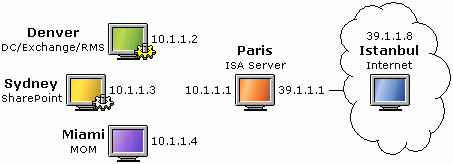 Denver
DC/Exchange/RMS
10.1.1.2
Sydney
SharePoint
10.1.1.3
Miami
MOM
10.1.1.4
Paris
ISA Server
10.1.1.1
39.1.1.1
39.1.1.8
Istanbul
Internet